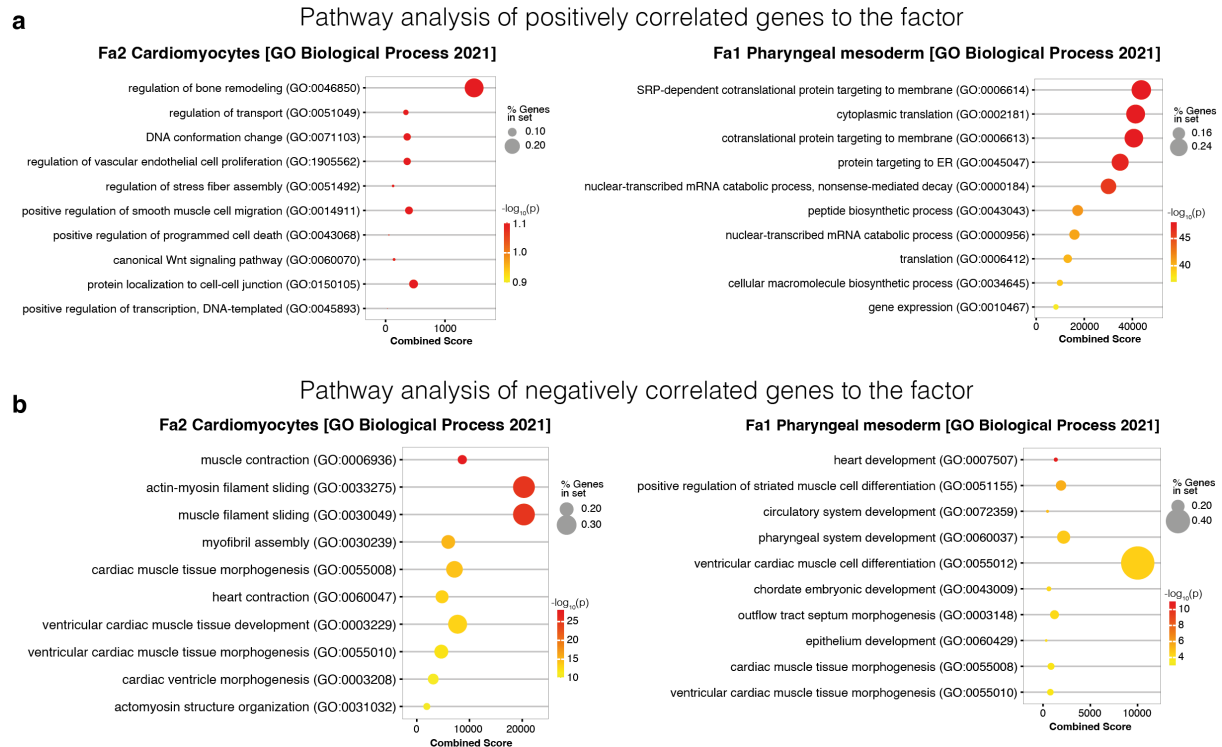 a
Pathway analysis of positively correlated genes to the factor
Fa2 Cardiomyocytes [GO Biological Process 2021]
regulation of bone remodeling (GO:0046850)
regulation of transport (GO:0051049)
DNA conformation change (GO:0071103)
regulation of vascular endothelial cell proliferation (GO:1905562)
regulation of stress fiber assembly (GO:0051492)
positive regulation of smooth muscle cell migration (GO:0014911)
positive regulation of programmed cell death (GO:0043068)
canonical Wnt signaling pathway (GO:0060070)
protein localization to cell-cell junction (GO:0150105)
positive regulation of transcription, DNA-templated (GO:0045893)
0 1000
Combined Score
% Genes
in set
0.10
0.20
-log10(p)
1.1
1.0
0.9
Fa1 Pharyngeal mesoderm [GO Biological Process 2021]
SRP-dependent cotranslational protein targeting to membrane (GO:0006614)
cytoplasmic translation (GO:0002181)
cotranslational protein targeting to membrane (GO:0006613)
protein targeting to ER (GO:0045047)
nuclear-transcribed mRNA catabolic process, nonsense-mediated decay (GO:0000184)
peptide biosynthetic process (GO:0043043)
nuclear-transcribed mRNA catabolic process (GO:0000956)
translation (GO:0006412)
cellular macromolecule biosynthetic process (GO:0034645)
gene expression (GO:0010467)
0 20000 40000
Combined Score
% Genes
in set
0.16
0.24
-log10(p)
45
40
b
Pathway analysis of negatively correlated genes to the factor
Fa2 Cardiomyocytes [GO Biological Process 2021]
muscle contraction (GO:0006936)
actin-myosin filament sliding (GO:0033275)
muscle filament sliding (GO:0030049)
myofibril assembly (GO:0030239)
cardiac muscle tissue morphogenesis (GO:0055008)
heart contraction (GO:0060047)
ventricular cardiac muscle tissue development (GO:0003229)
ventricular cardiac muscle tissue morphogenesis (GO:0055010)
cardiac ventricle morphogenesis (GO:0003208)
actomyosin structure organization (GO:0031032)
0 10000 20000
Combined Score
% Genes
in set
0.20
0.30
-log10(p)
25
20
15
10
Fa1 Pharyngeal mesoderm [GO Biological Process 2021]
heart development (GO:0007507)
positive regulation of striated muscle cell differentiation (GO:0051155)
circulatory system development (GO:0072359)
pharyngeal system development (GO:0060037)
ventricular cardiac muscle cell differentiation (GO:0055012)
chordate embryonic development (GO:0043009)
outflow tract septum morphogenesis (GO:0003148)
epithelium development (GO:0060429)
cardiac muscle tissue morphogenesis (GO:0055008)
ventricular cardiac muscle tissue morphogenesis (GO:0055010)
0 5000 10000
Combined Score
% Genes
in set
0.20
0.40
-log10(p)
10
8
6
4